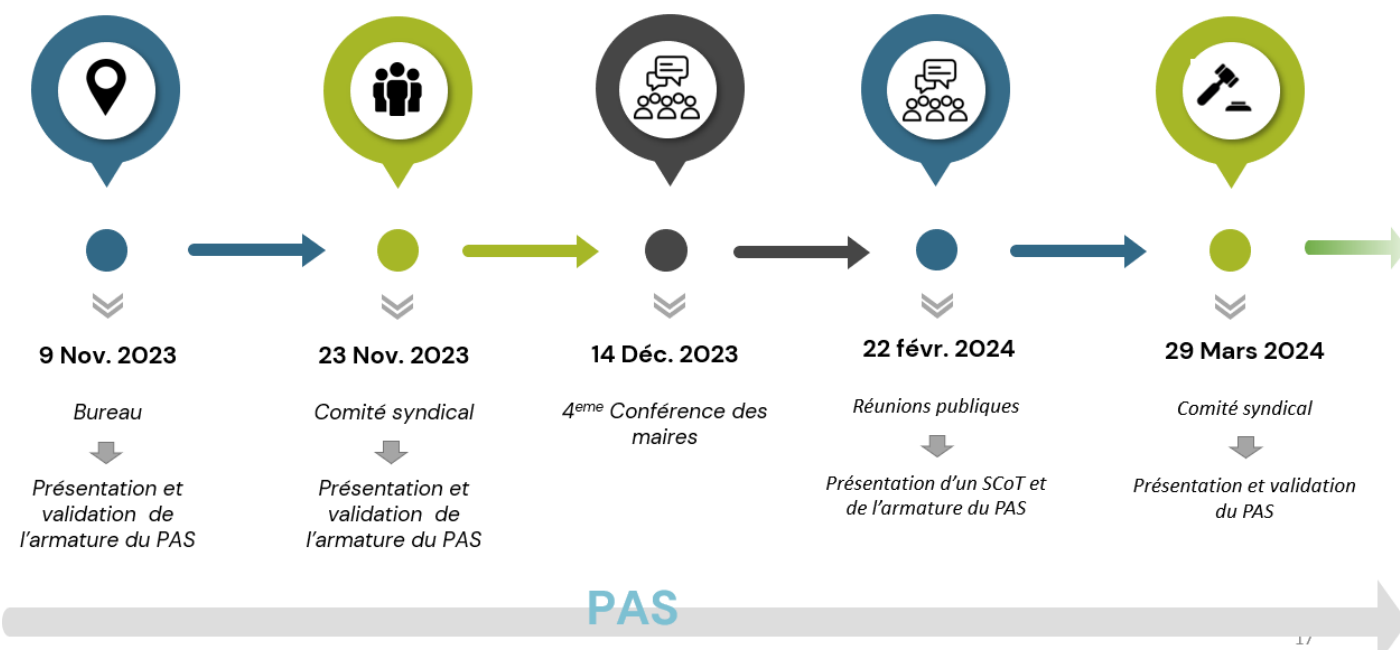 9 Nov. 2023
Bureau
Présentation et
validation de
l'armature du PAS
23 Nov. 2023
Comité syndical
Présentation et
validation de
l'armature du PAS
14 Déc. 2023
4eme Conférence des
maires
22 févr. 2024
Réunions publiques
Présentation d'un SCoT et
de l'armature du PAS
29 Mars 2024
Comité syndical
Présentation et validation
du PAS
PAS
17